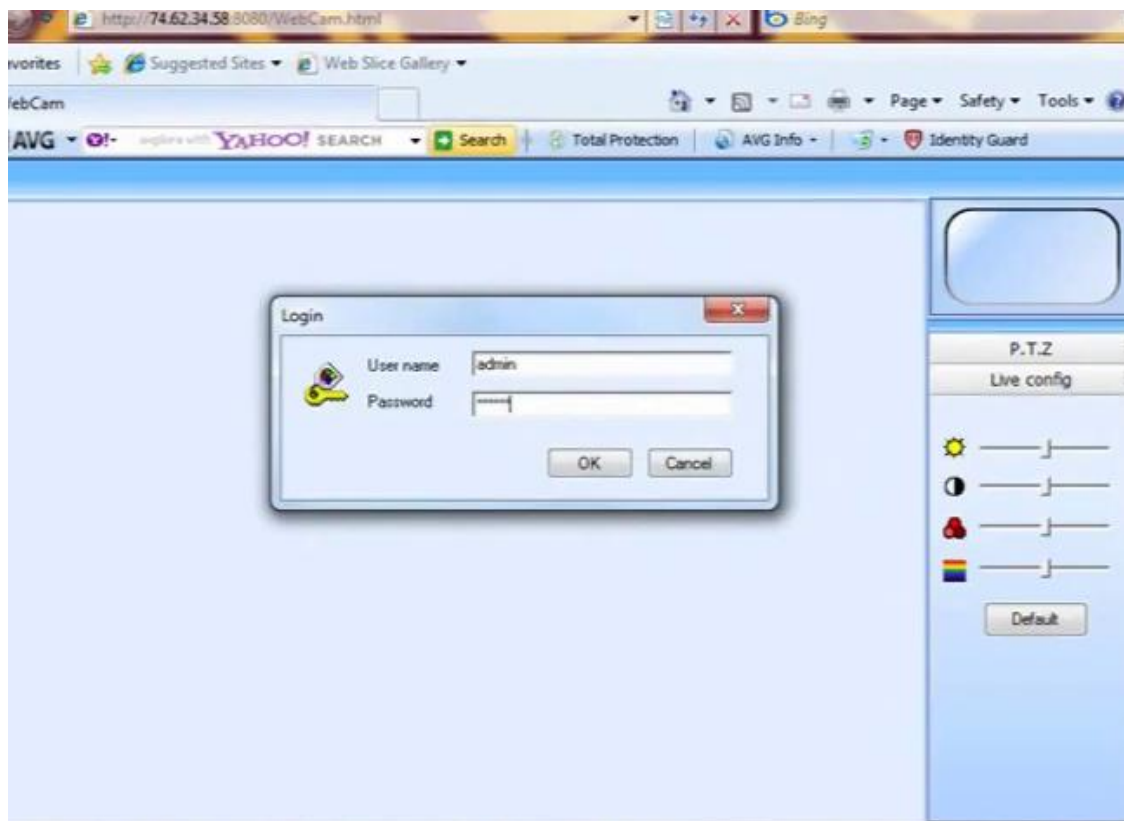 http://74.62.34.58:8080/WebCam.html
Bing
vorites Suggested Sites Web Slice Gallery
ebCam
Page Safety Tools
AVG Y!- YAHOO! SEARCH Search Total Protection AVG Info Identity Guard
Login
User name admin
Password
OK Cancel
P.T.Z
Live config
Default